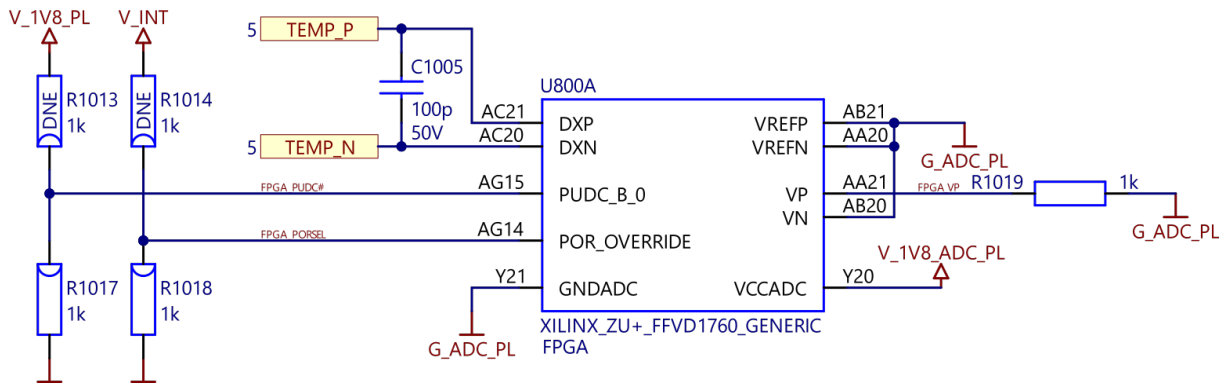 V_1V8_PL V_INT
5 TEMP_P
C1005
U800A
DNE R1013 DNE R1014
1k 1k
100p
50V
AC21 DXP VREFP AB21
AC20 DXN VREFN AA20
5 TEMP_N
G_ADC_PL
FPGA_PUDC# AG15 PUDC_B_0 VP AA21 FPGA_VP R1019 1k
VN AB20
FPGA_PORSEL AG14 POR_OVERRIDE
G_ADC_PL
V_1V8_ADC_PL
R1017 R1018 Y21 GNDADC VCCADC Y20
1k 1k
XILINX_ZU+_FFVD1760_GENERIC
G_ADC_PL FPGA